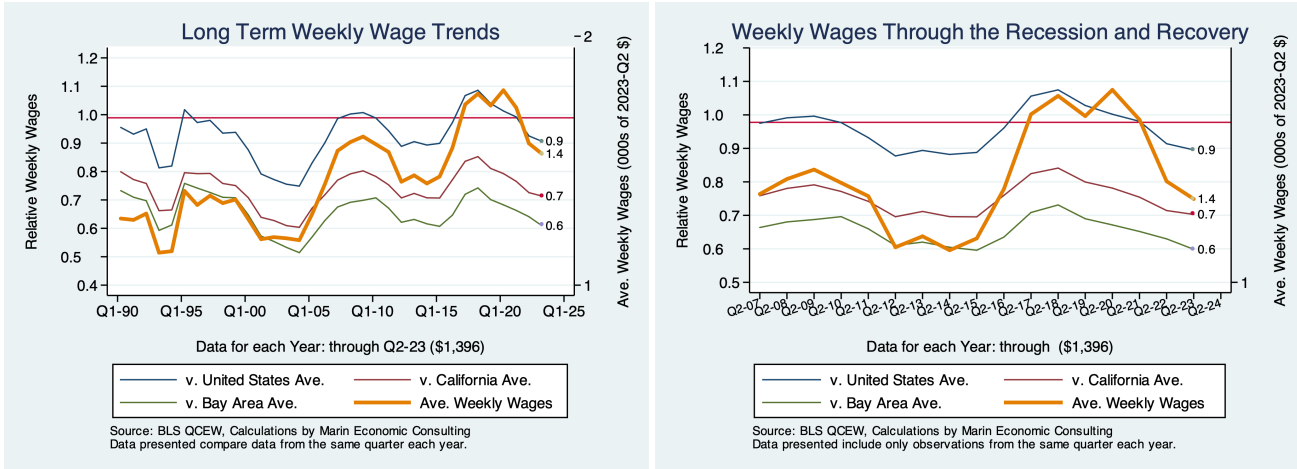 Long Term Weekly Wage Trends
Relative Weekly Wages
1.2
1.1
1.0
0.9
0.8
0.7
0.6
0.5
0.4
2
1
Ave. Weekly Wages (000s of 2023-Q2 $)
0.9
1.4
0.7
0.6
Q1-90 Q1-95 Q1-00 Q1-05 Q1-10 Q1-15 Q1-20 Q1-25
Data for each Year: through Q2-23 ($1,396)
v. United States Ave. v. California Ave.
v. Bay Area Ave. Ave. Weekly Wages
Source: BLS QCEW, Calculations by Marin Economic Consulting
Data presented compare data from the same quarter each year.
Weekly Wages Through the Recession and Recovery
Relative Weekly Wages
1.2
1.1
1.0
0.9
0.8
0.7
0.6
0.5
1
Ave. Weekly Wages (000s of 2023-Q2 $)
0.9
1.4
0.7
0.6
Q2-07 Q2-08 Q2-09 Q2-10 Q2-11 Q2-12 Q2-13 Q2-14 Q2-15 Q2-16 Q2-17 Q2-18 Q2-19 Q2-20 Q2-21 Q2-22 Q2-23 Q2-24
Data for each Year: through ($1,396)
v. United States Ave. v. California Ave.
v. Bay Area Ave. Ave. Weekly Wages
Source: BLS QCEW, Calculations by Marin Economic Consulting
Data presented include only observations from the same quarter each year.